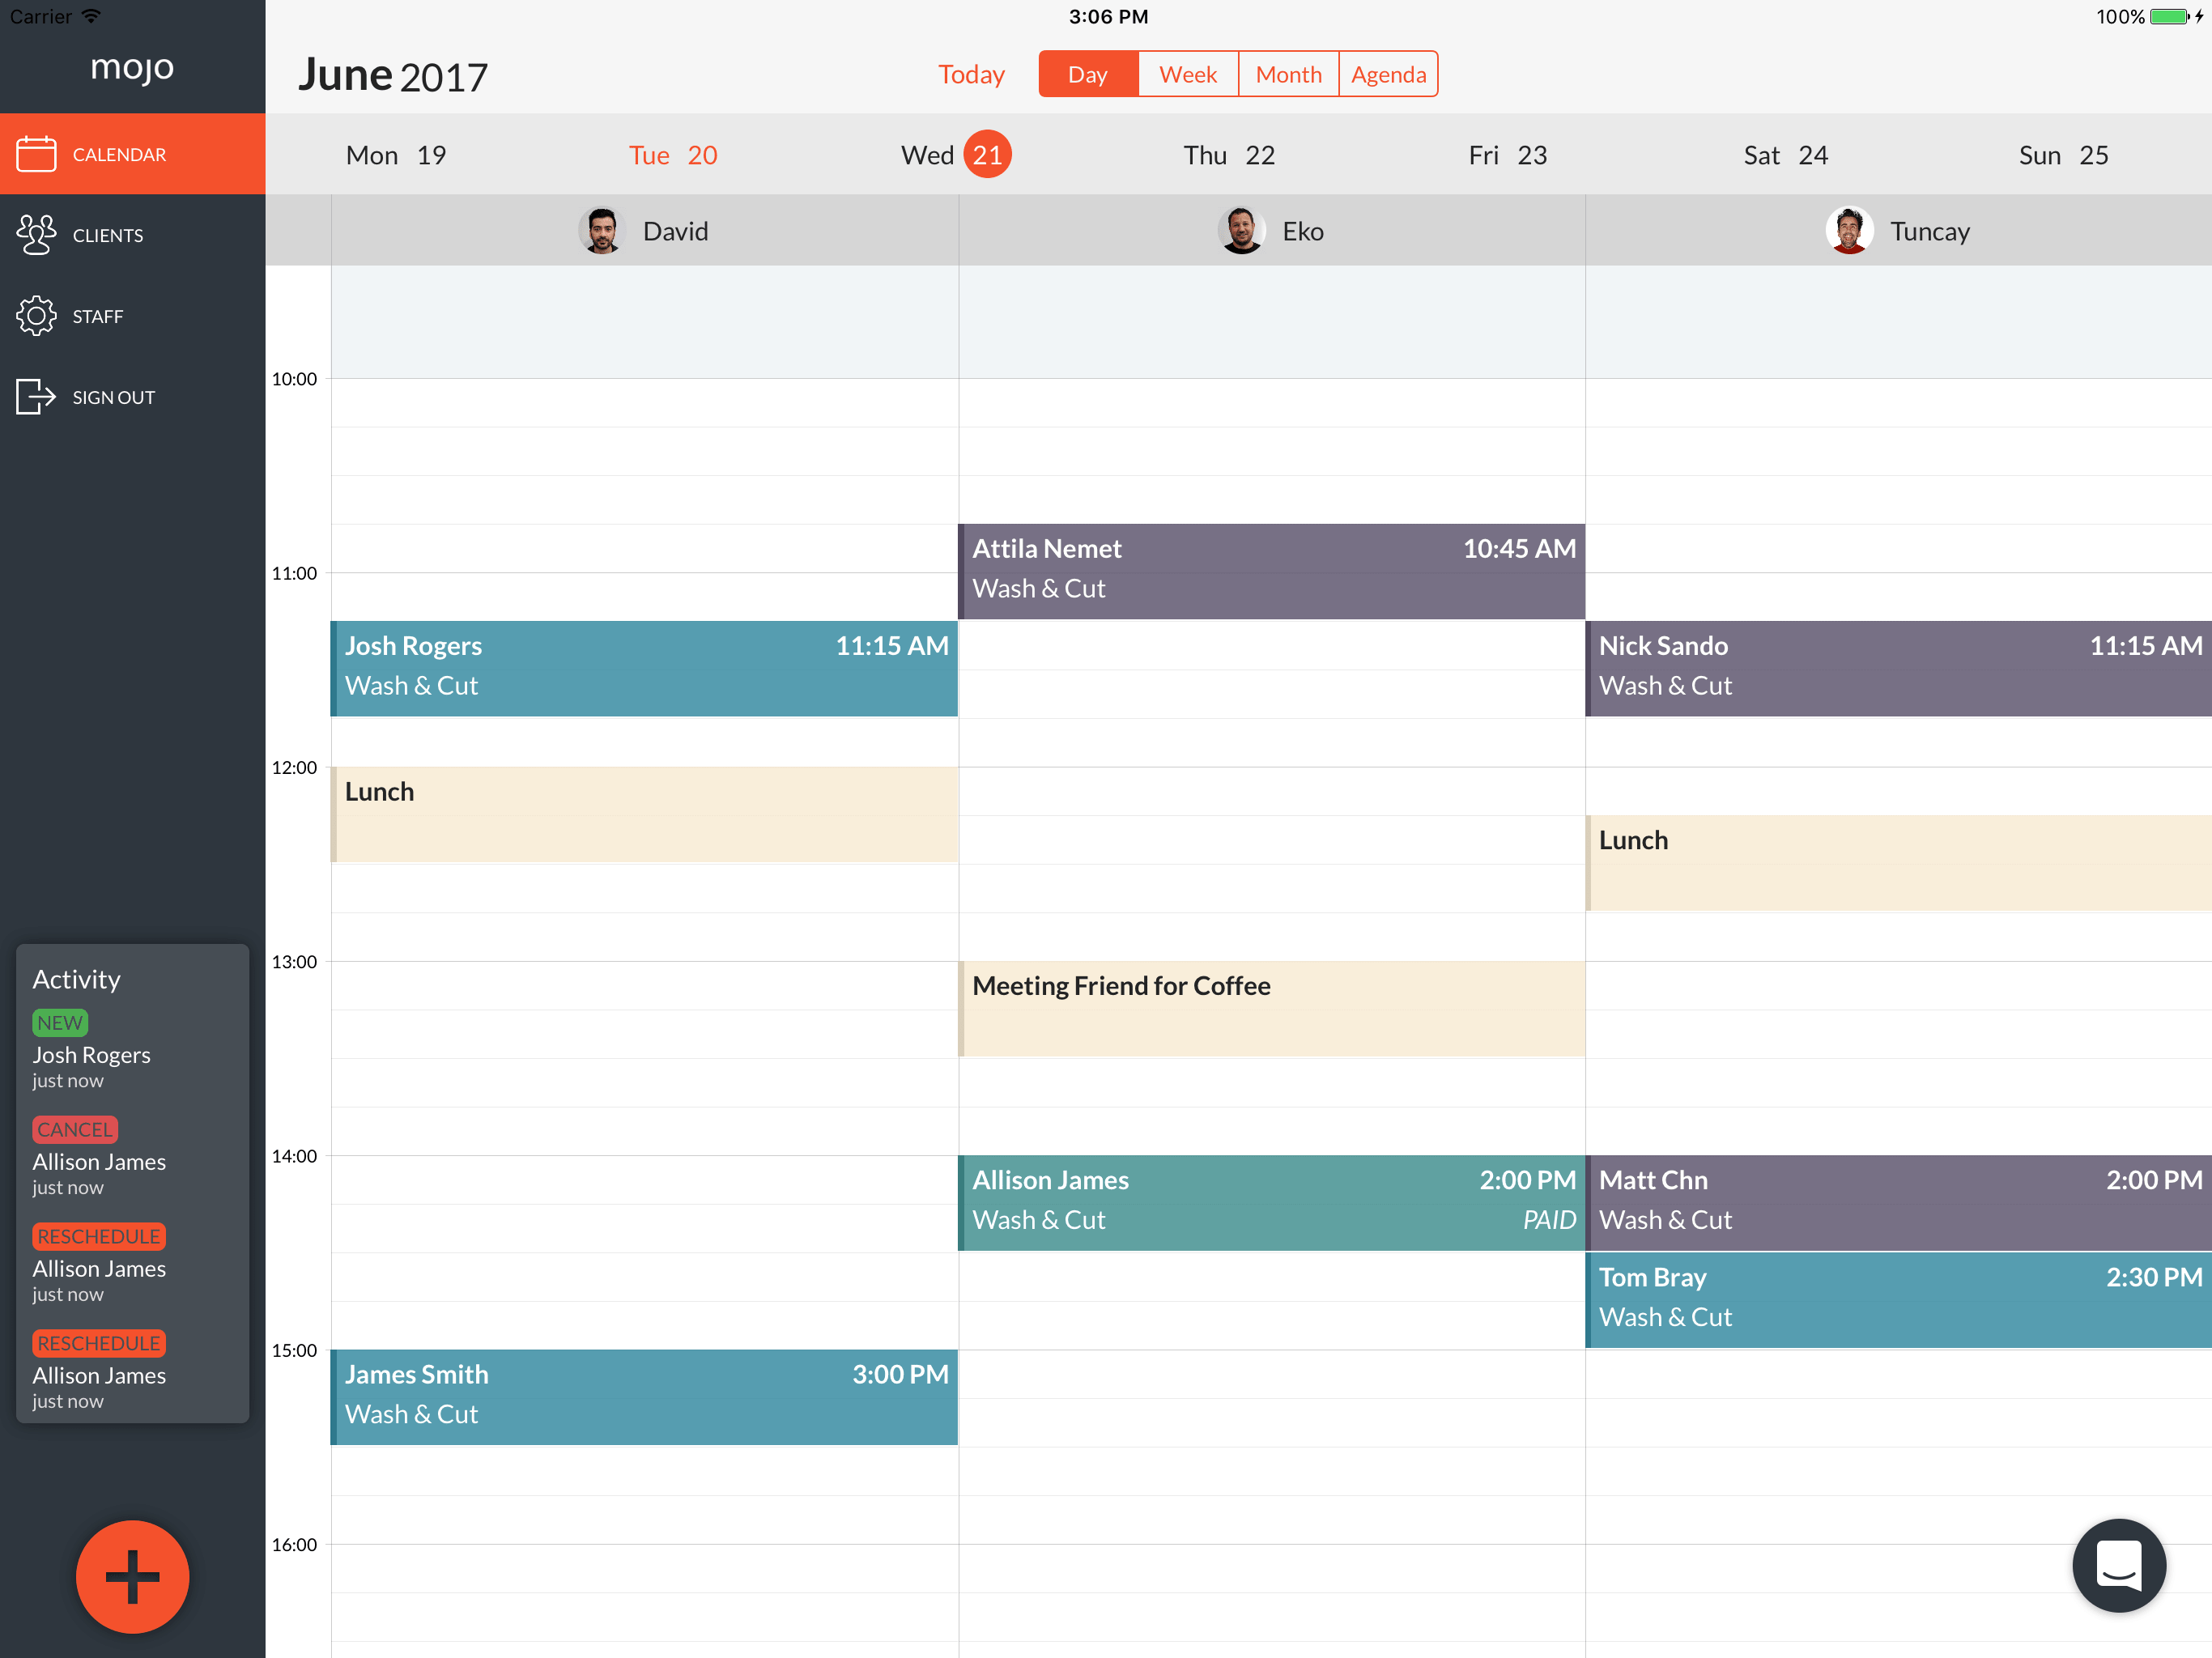 Carrier
3:06 PM
100%
mojo
June 2017
Today
Day
Week
Month
Agenda
CALENDAR
CLIENTS
STAFF
SIGN OUT
Mon 19
Tue 20
Wed 21
Thu 22
Fri 23
Sat 24
Sun 25
David
Eko
Tuncay
10:00
Attila Nemet 10:45 AM
Wash & Cut
11:00
Josh Rogers 11:15 AM
Wash & Cut
Nick Sando 11:15 AM
Wash & Cut
12:00
Lunch
Lunch
13:00
Meeting Friend for Coffee
14:00
Allison James 2:00 PM
Wash & Cut PAID
Matt Chn 2:00 PM
Wash & Cut
Tom Bray 2:30 PM
Wash & Cut
15:00
James Smith 3:00 PM
Wash & Cut
16:00
Activity
NEW
Josh Rogers
just now
CANCEL
Allison James
just now
RESCHEDULE
Allison James
just now
RESCHEDULE
Allison James
just now